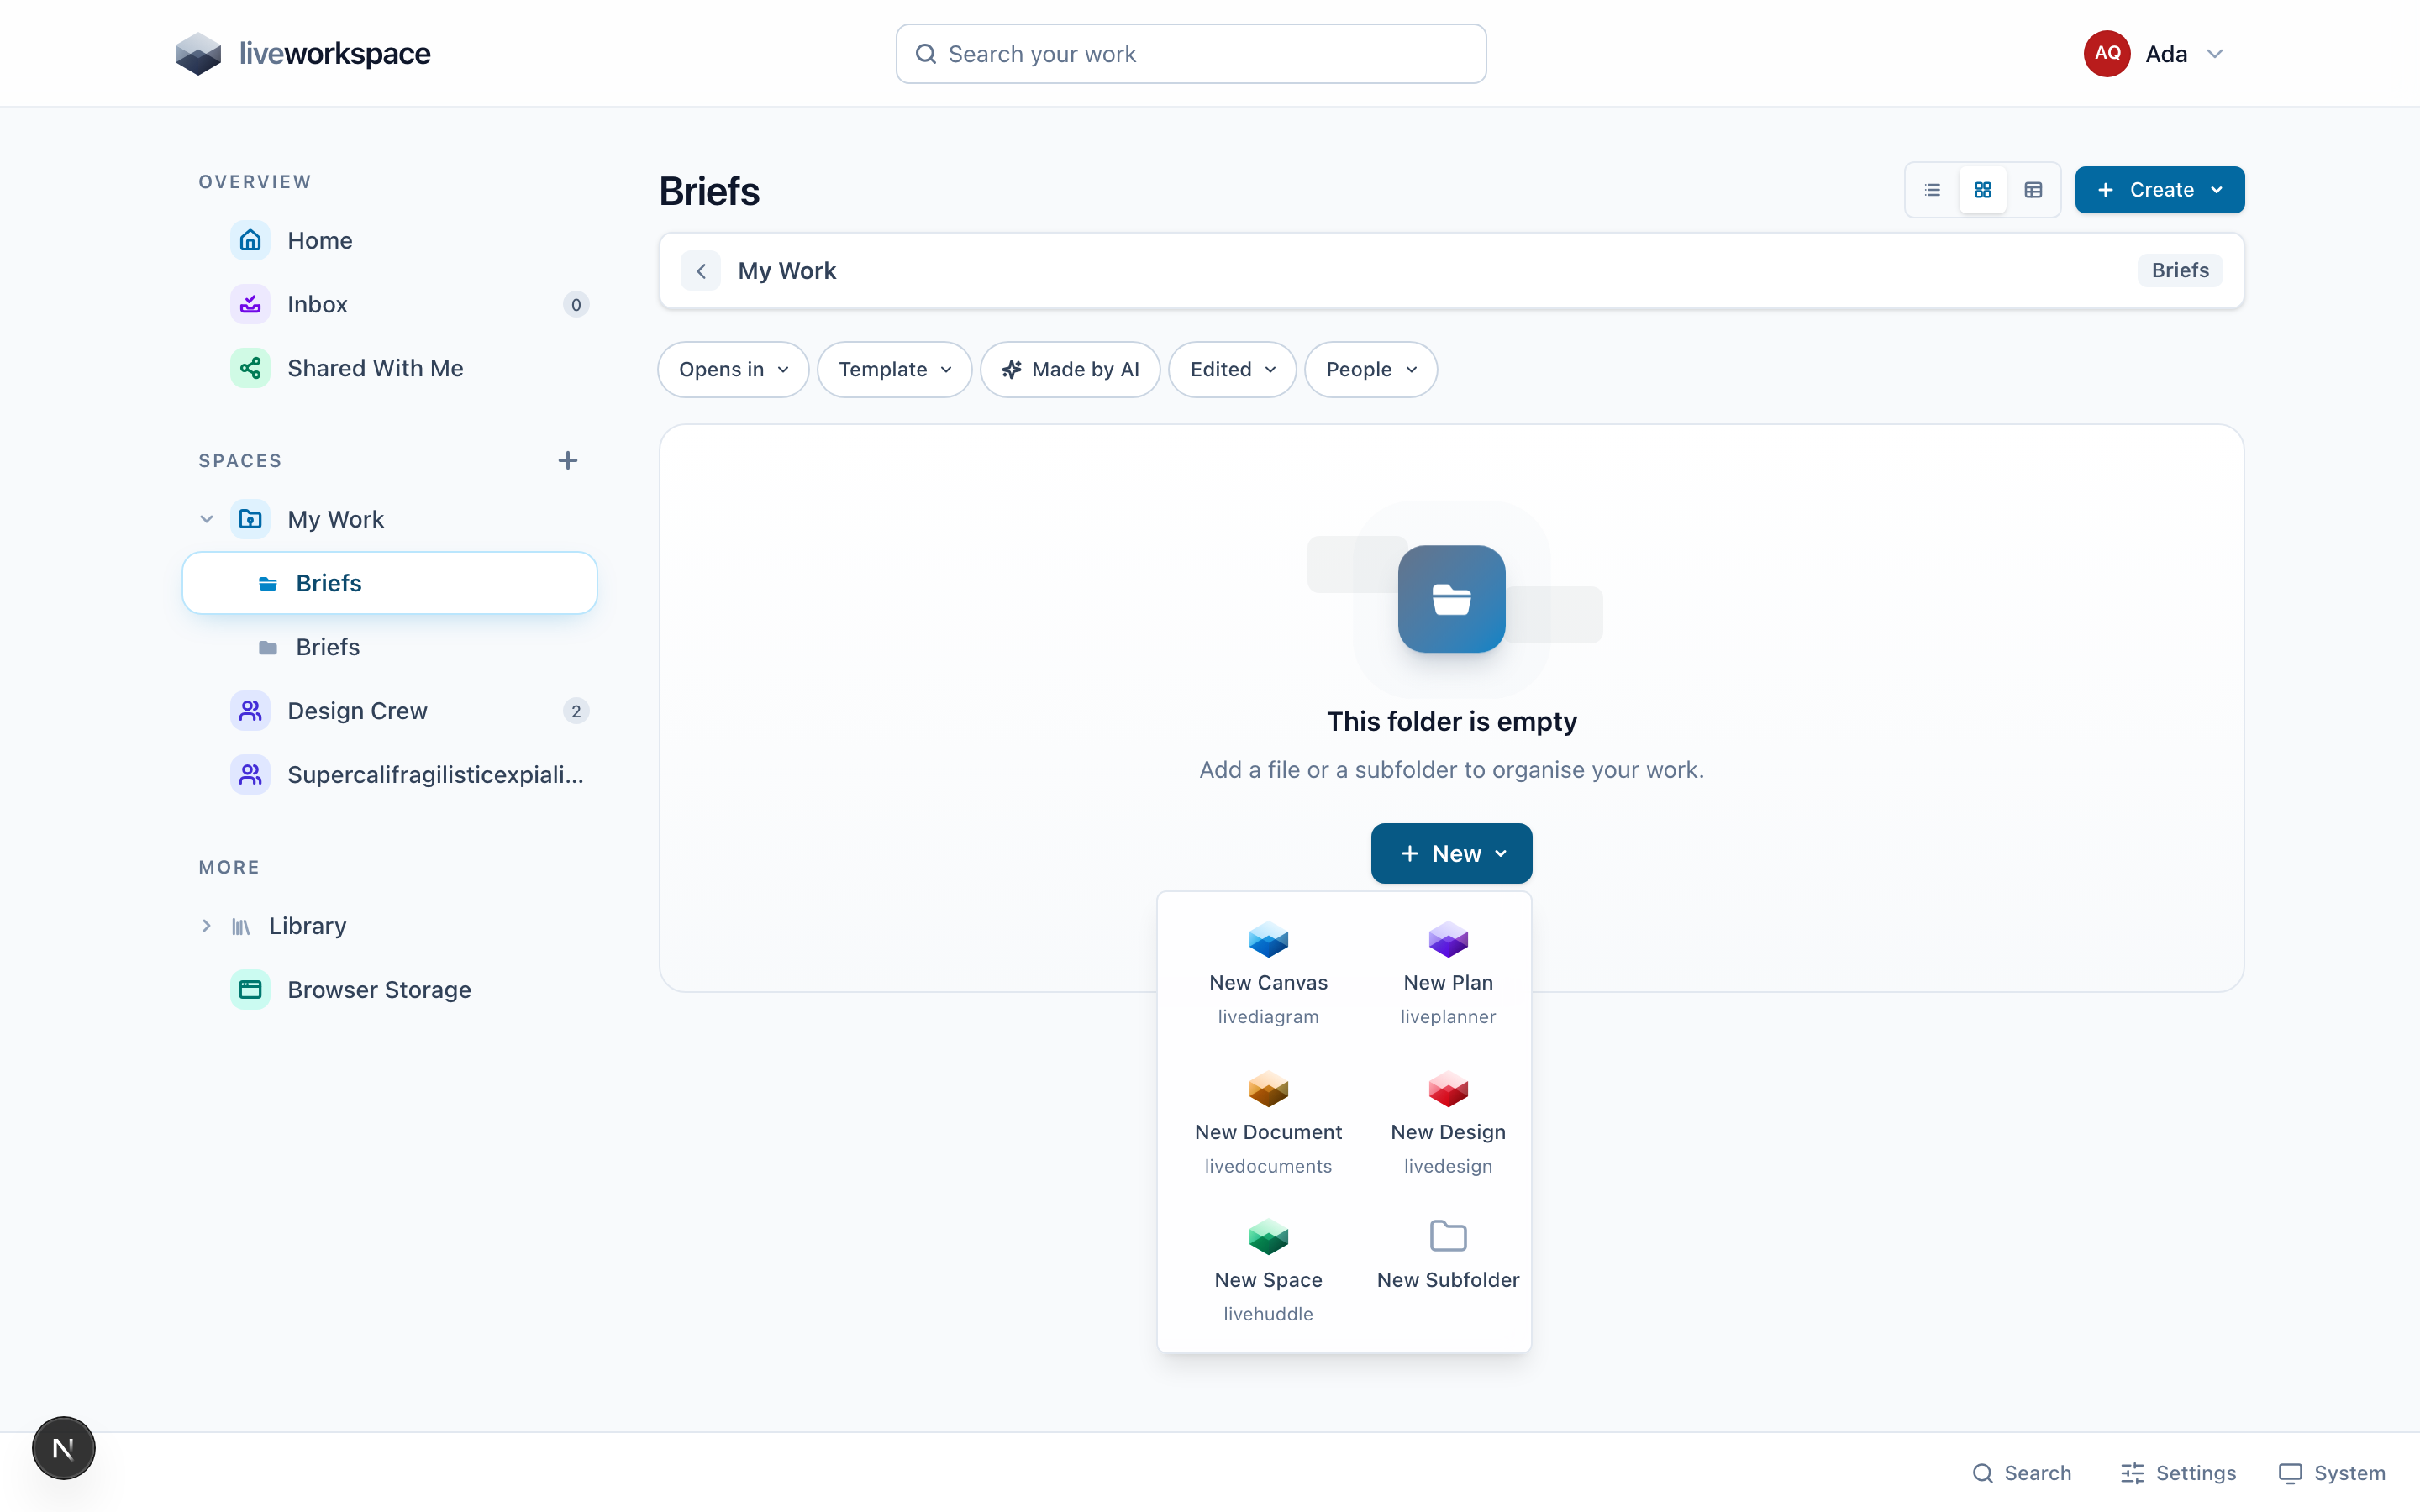 liveworkspace
Search your work
AQ Ada
OVERVIEW
Home
Inbox 0
Shared With Me
SPACES
My Work
Briefs
Briefs
Design Crew 2
Supercalifragilisticexpiali...
MORE
Library
Browser Storage
Briefs
Create
My Work Briefs
Opens in Template Made by AI Edited People
This folder is empty
Add a file or a subfolder to organise your work.
New
New Canvas New Plan
livediagram liveplanner
New Document New Design
livedocuments livedesign
New Space New Subfolder
livehuddle
N
Search Settings System